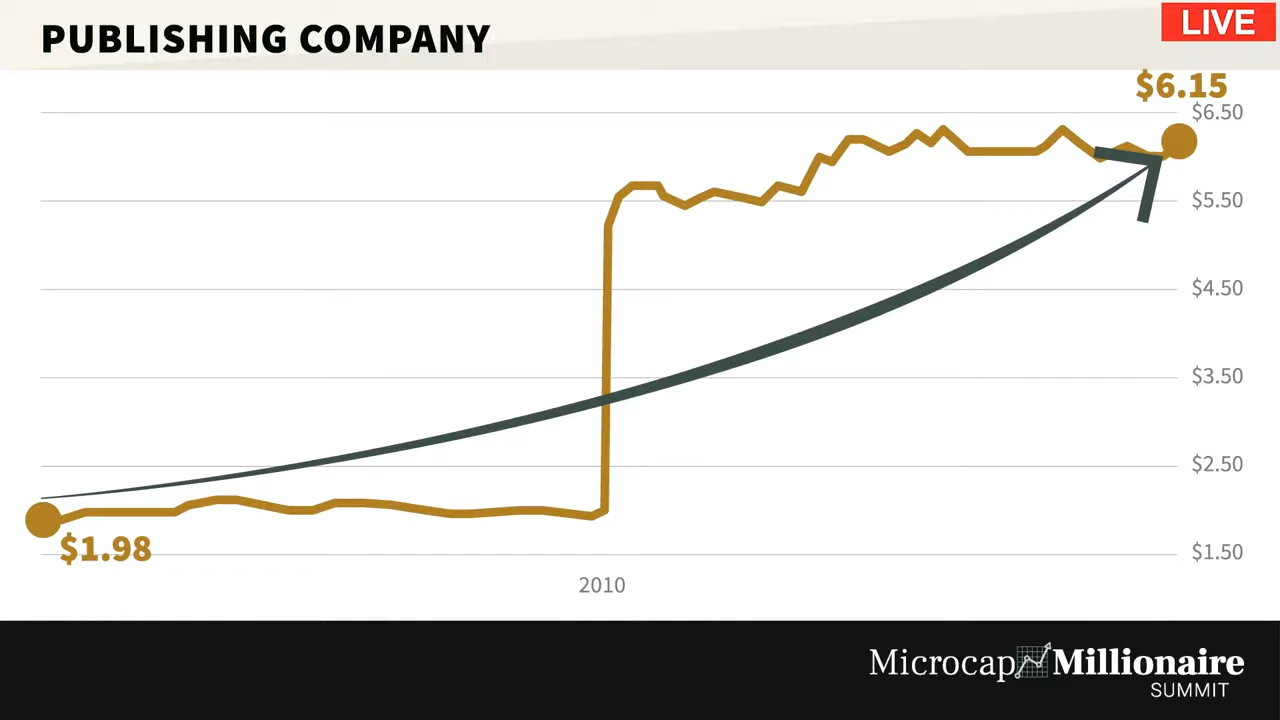 PUBLISHING COMPANY
LIVE
$6.15
$6.50
$5.50
$4.50
$3.50
$2.50
$1.98
$1.50
2010
Microcap Millionaire
SUMMIT